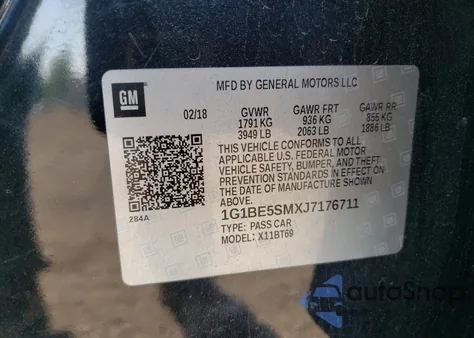 MFD BY GENERAL MOTORS LLC
GM
02/18 GVWR GAWR FRT GAWR RR
1791 KG 936 KG 855 KG
3949 LB 2063 LB 1886 LB
THIS VEHICLE CONFORMS TO ALL
APPLICABLE U.S. FEDERAL MOTOR
VEHICLE SAFETY, BUMPER, AND THEFT
PREVENTION STANDARDS IN EFFECT ON
THE DATE OF MANUFACTURE SHOWN ABOVE.
284A
1G1BE5SMXJ7176711
TYPE: PASS CAR
MODEL: X11BT69
autoShop